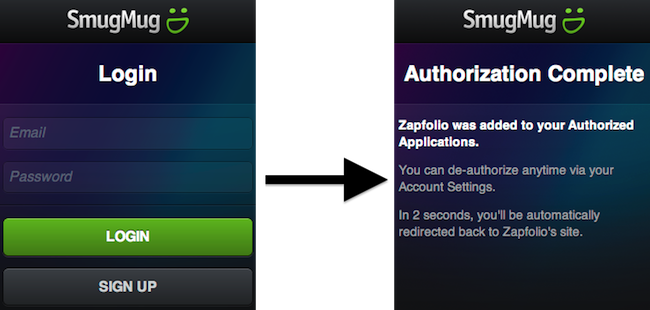 SmugMug
Login
Email
Password
LOGIN
SIGN UP
SmugMug
Authorization Complete
Zapfolio was added to your Authorized
Applications.
You can de-authorize anytime via your
Account Settings.
In 2 seconds, you'll be automatically
redirected back to Zapfolio's site.